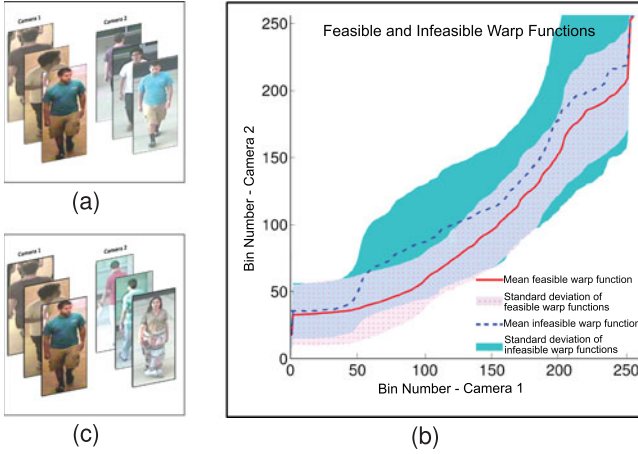 Camera 1
Camera 2
(a)
Camera 1
Camera 2
(c)
Feasible and Infeasible Warp Functions
Bin Number - Camera 2
250
200
150
100
50
0
Mean feasible warp function
Standard deviation of
feasible warp functions
Mean infeasible warp function
Standard deviation of
infeasible warp functions
0
50
100
150
200
250
Bin Number - Camera 1
(b)